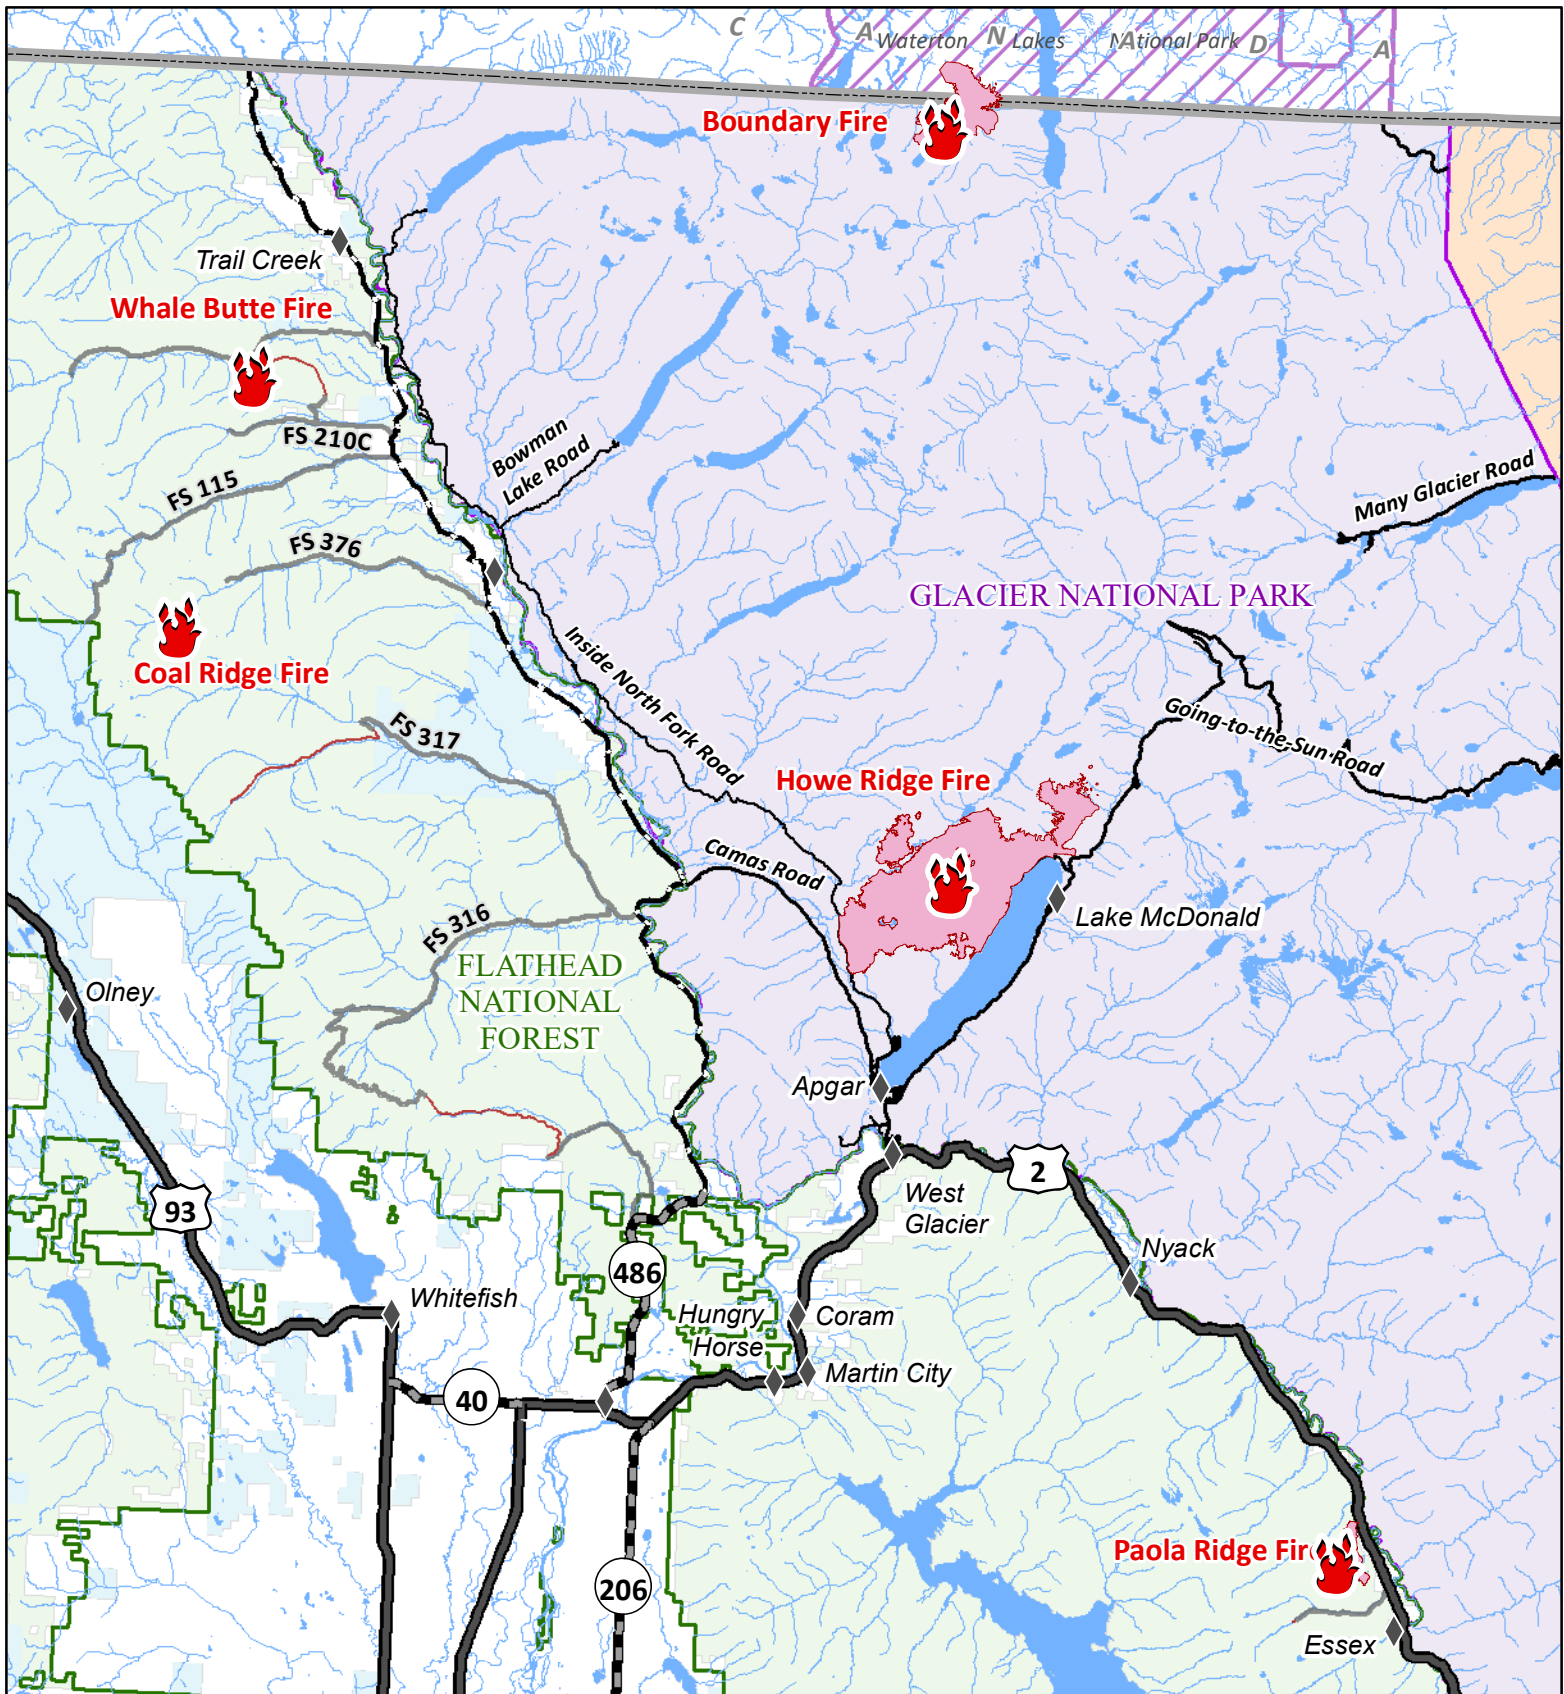 C A N A D A
Waterton Lakes National Park
Boundary Fire
Trail Creek
Whale Butte Fire
FS 210C
Bowman
Lake Road
FS 115
Many Glacier Road
FS 376
GLACIER NATIONAL PARK
Coal Ridge Fire
Inside North Fork Road
Going-to-the-Sun Road
FS 317
Howe Ridge Fire
Camas Road
Lake McDonald
FS 316
FLATHEAD
NATIONAL
FOREST
Olney
Apgar
2
93
West
Glacier
Nyack
486
Whitefish
Hungry
Horse
Coram
Martin City
40
Paola Ridge Fire
206
Essex